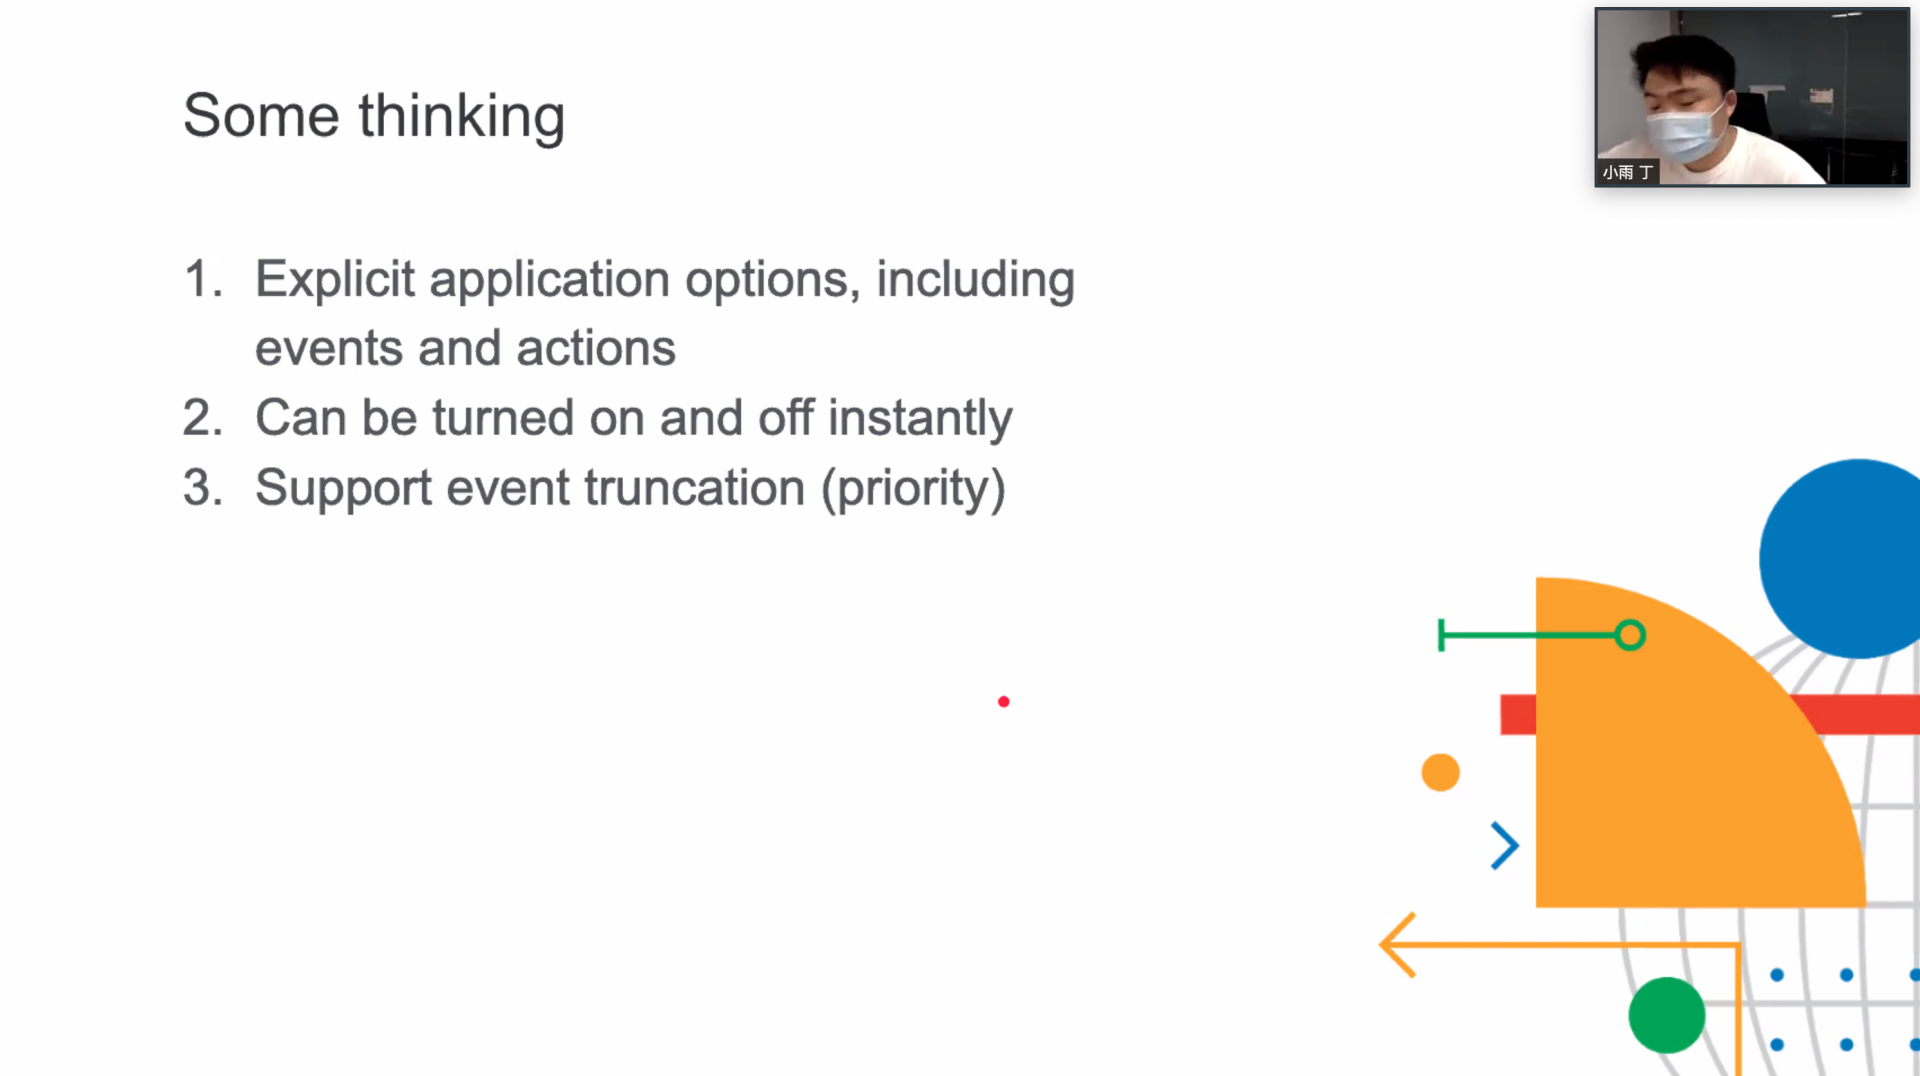 Some thinking
1. Explicit application options, including
events and actions
2. Can be turned on and off instantly
3. Support event truncation (priority)
小雨 丁